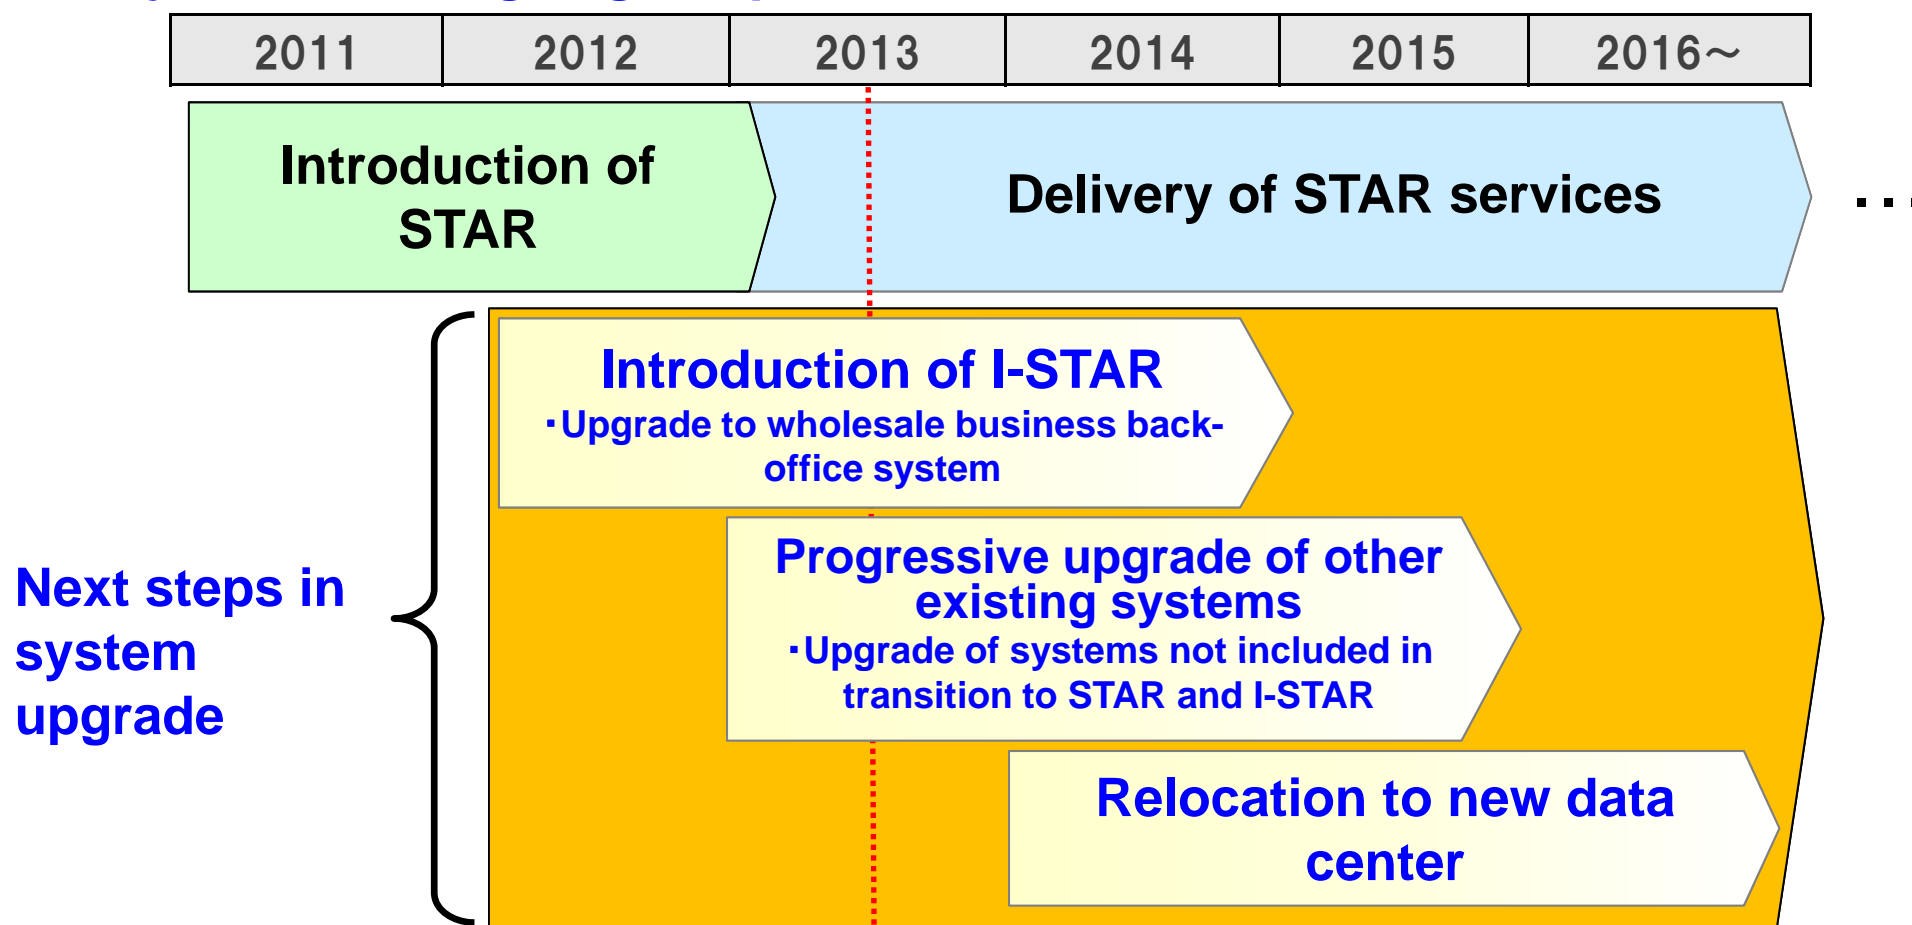 2011 2012 2013 2014 2015 2016～
Introduction of
STAR
Delivery of STAR services
...
Introduction of I-STAR
･Upgrade to wholesale business back-
office system
Next steps in
system
upgrade
Progressive upgrade of other
existing systems
･Upgrade of systems not included in
transition to STAR and I-STAR
Relocation to new data
center